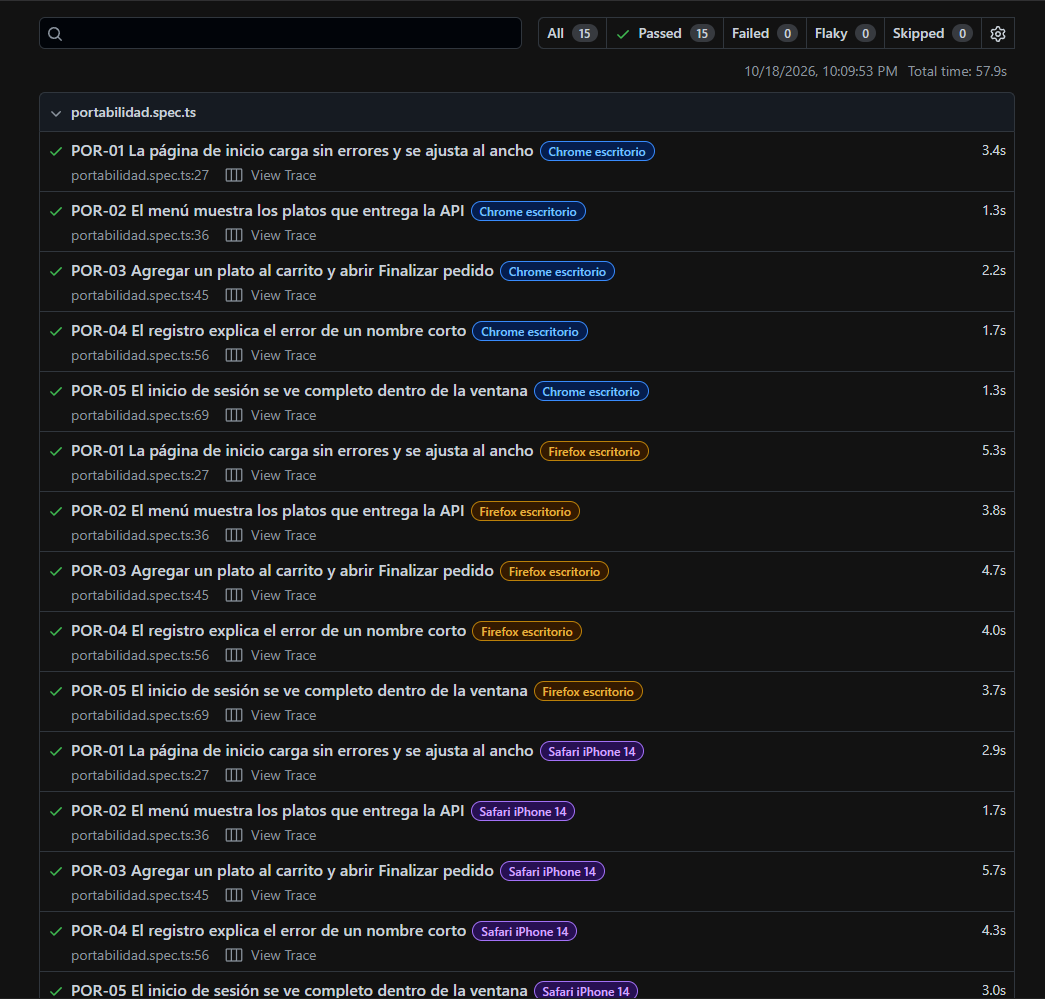 All 15 Passed 15 Failed 0 Flaky 0 Skipped 0
10/18/2026, 10:09:53 PM Total time: 57.9s
portabilidad.spec.ts
POR-01 La página de inicio carga sin errores y se ajusta al ancho Chrome escritorio 3.4s
portabilidad.spec.ts:27 View Trace
POR-02 El menú muestra los platos que entrega la API Chrome escritorio 1.3s
portabilidad.spec.ts:36 View Trace
POR-03 Agregar un plato al carrito y abrir Finalizar pedido Chrome escritorio 2.2s
portabilidad.spec.ts:45 View Trace
POR-04 El registro explica el error de un nombre corto Chrome escritorio 1.7s
portabilidad.spec.ts:56 View Trace
POR-05 El inicio de sesión se ve completo dentro de la ventana Chrome escritorio 1.3s
portabilidad.spec.ts:69 View Trace
POR-01 La página de inicio carga sin errores y se ajusta al ancho Firefox escritorio 5.3s
portabilidad.spec.ts:27 View Trace
POR-02 El menú muestra los platos que entrega la API Firefox escritorio 3.8s
portabilidad.spec.ts:36 View Trace
POR-03 Agregar un plato al carrito y abrir Finalizar pedido Firefox escritorio 4.7s
portabilidad.spec.ts:45 View Trace
POR-04 El registro explica el error de un nombre corto Firefox escritorio 4.0s
portabilidad.spec.ts:56 View Trace
POR-05 El inicio de sesión se ve completo dentro de la ventana Firefox escritorio 3.7s
portabilidad.spec.ts:69 View Trace
POR-01 La página de inicio carga sin errores y se ajusta al ancho Safari iPhone 14 2.9s
portabilidad.spec.ts:27 View Trace
POR-02 El menú muestra los platos que entrega la API Safari iPhone 14 1.7s
portabilidad.spec.ts:36 View Trace
POR-03 Agregar un plato al carrito y abrir Finalizar pedido Safari iPhone 14 5.7s
portabilidad.spec.ts:45 View Trace
POR-04 El registro explica el error de un nombre corto Safari iPhone 14 4.3s
portabilidad.spec.ts:56 View Trace
POR-05 El inicio de sesión se ve completo dentro de la ventana Safari iPhone 14 3.0s